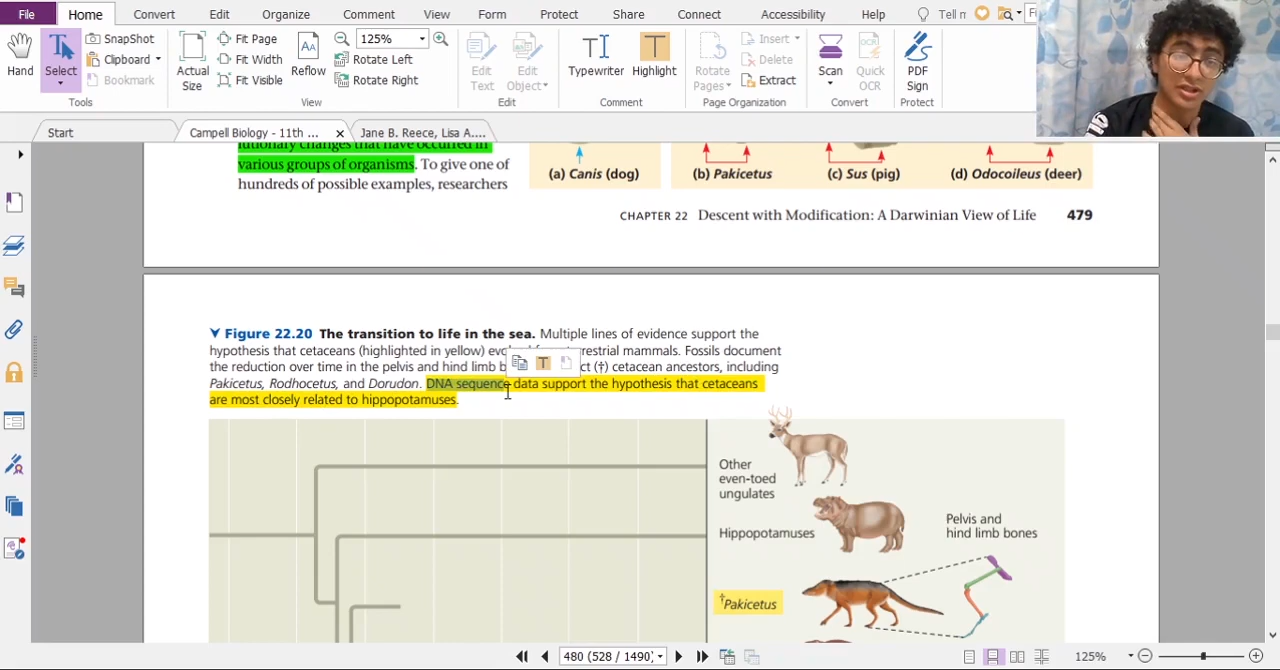 File Home Convert Edit Organize Comment View Form Protect Share Connect Accessibility Help Tell
SnapShot Fit Page 125% Insert
Hand Select Clipboard Actual Size Fit Width Reflow Rotate Left Edit Text Edit Object Typewriter Highlight Rotate Pages Delete Scan Quick OCR PDF Sign
Bookmark Fit Visible Rotate Right Extract
Tools View Edit Comment Page Organization Convert Protect
Start Campell Biology - 11th ... Jane B. Reece, Lisa A....
lutionary changes that have occurred in
various groups of organisms. To give one of
hundreds of possible examples, researchers
(a) Canis (dog) (b) Pakicetus (c) Sus (pig) (d) Odocoileus (deer)
CHAPTER 22 Descent with Modification: A Darwinian View of Life 479
Figure 22.20 The transition to life in the sea. Multiple lines of evidence support the
hypothesis that cetaceans (highlighted in yellow) terrestrial mammals. Fossils document
the reduction over time in the pelvis and hind limb (†) cetacean ancestors, including
Pakicetus, Rodhocetus, and Dorudon. DNA sequence data support the hypothesis that cetaceans
are most closely related to hippopotamuses.
Other
even-toed
ungulates
Hippopotamuses
Pelvis and
hind limb bones
†Pakicetus
480 (528 / 1490) 125%